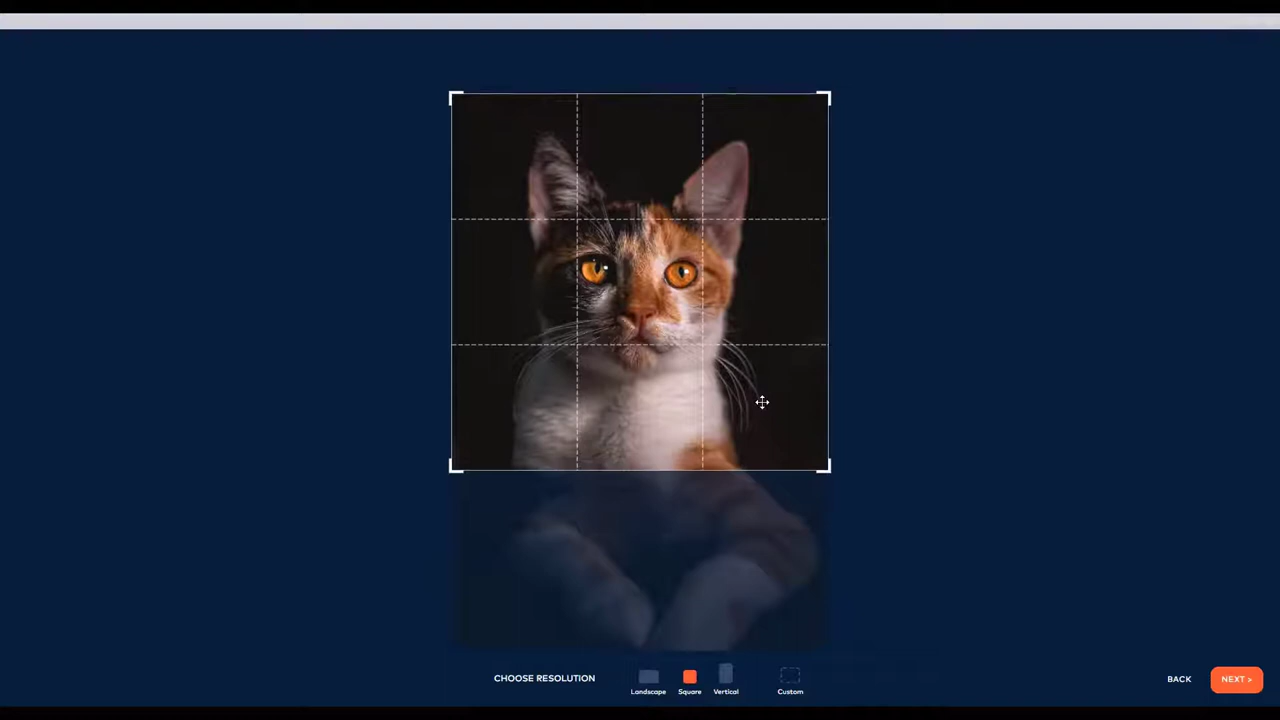 CHOOSE RESOLUTION
Landscape
Square
Vertical
Custom
BACK
NEXT >